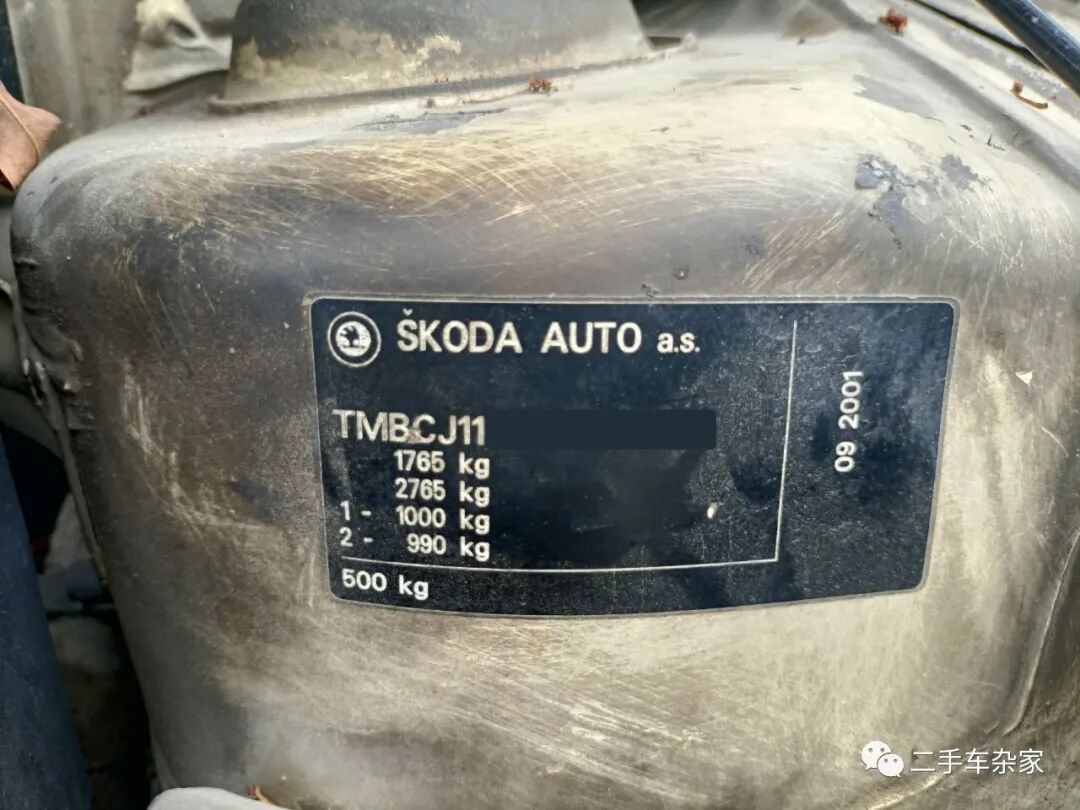 ŠKODA AUTO a.s.
TMBCJ11
1765 kg
2765 kg
1 - 1000 kg
2 - 990 kg
500 kg
09 2001
二手车杂家